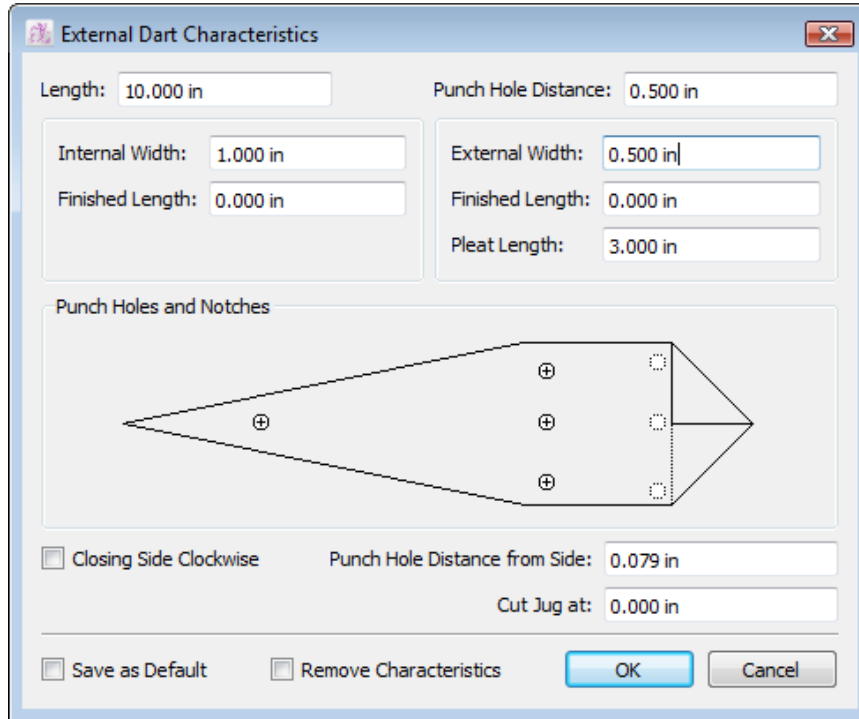 External Dart Characteristics
Length: 10.000 in Punch Hole Distance: 0.500 in
Internal Width: 1.000 in External Width: 0.500 in
Finished Length: 0.000 in Finished Length: 0.000 in
Pleat Length: 3.000 in
Punch Holes and Notches
Closing Side Clockwise Punch Hole Distance from Side: 0.079 in
Cut Jug at: 0.000 in
Save as Default Remove Characteristics OK Cancel